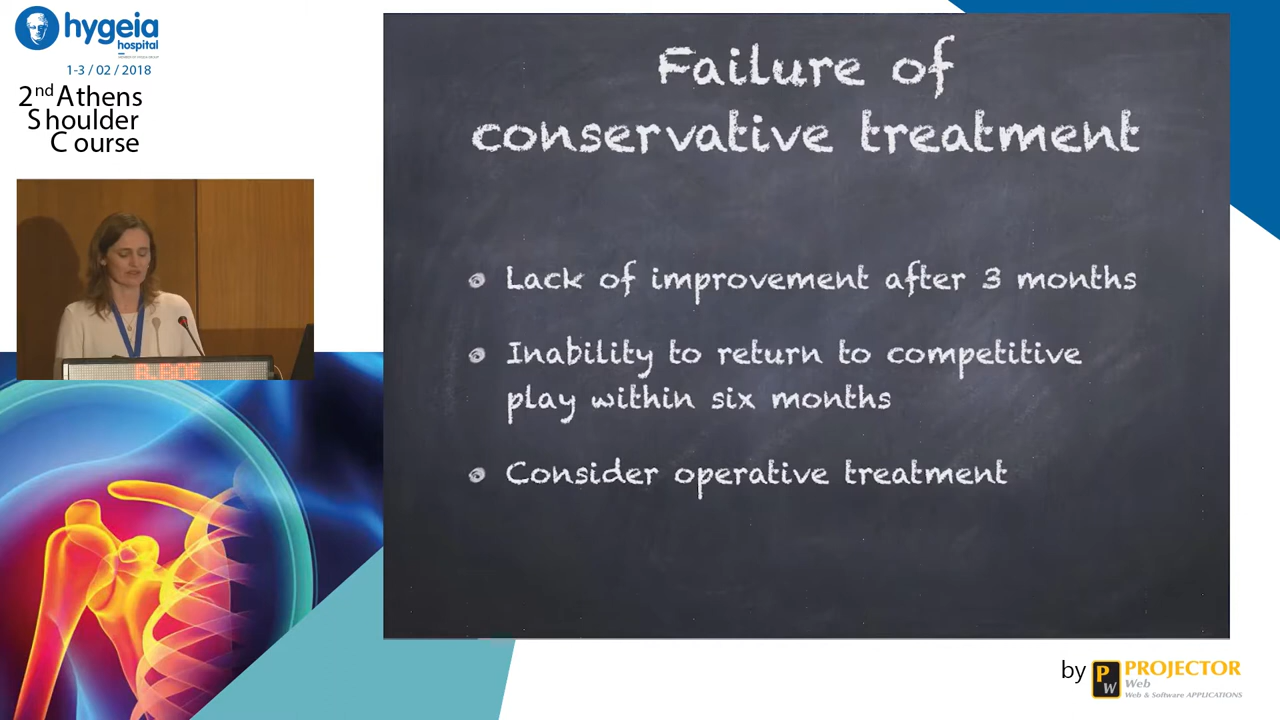 hygeia
hospital
1-3 / 02 / 2018
2nd Athens
Shoulder
Course
Failure of
conservative treatment
Lack of improvement after 3 months
Inability to return to competitive
play within six months
Consider operative treatment
by
PW
PROJECTOR
Web
Web & Software APPLICATIONS